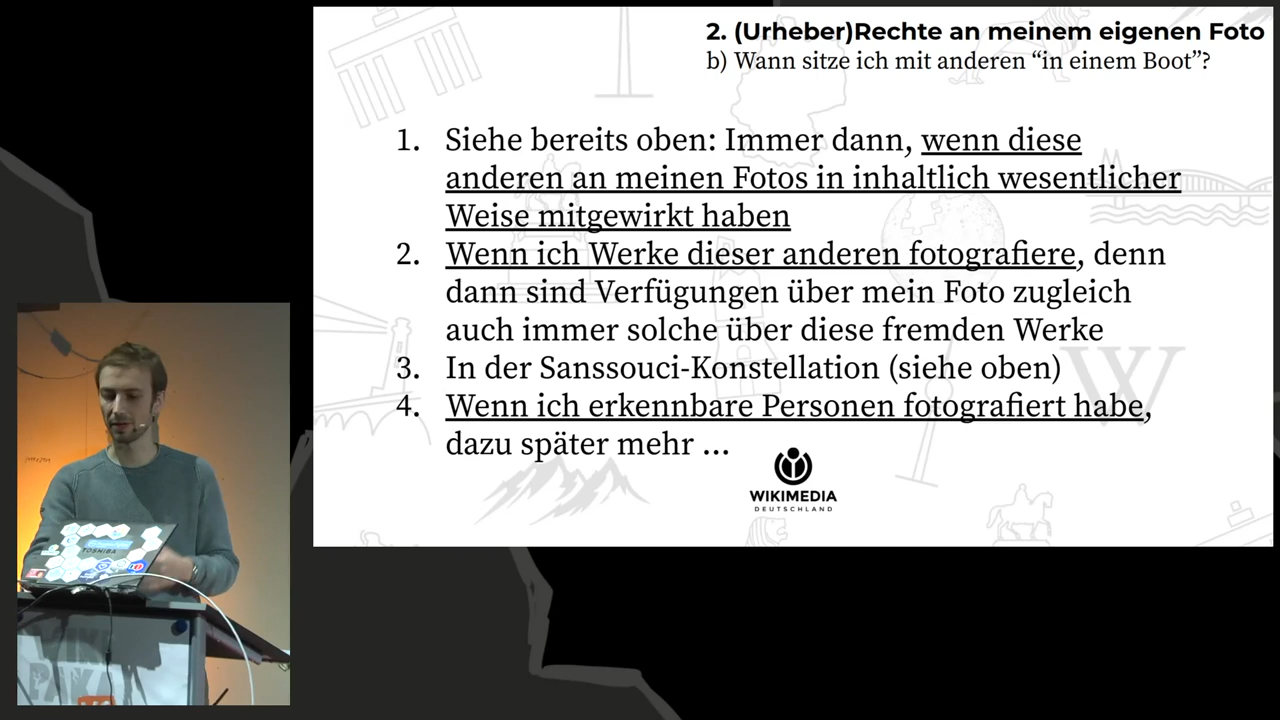 2. (Urheber)Rechte an meinem eigenen Foto
b) Wann sitze ich mit anderen “in einem Boot”?
1. Siehe bereits oben: Immer dann, wenn diese
anderen an meinen Fotos in inhaltlich wesentlicher
Weise mitgewirkt haben
2. Wenn ich Werke dieser anderen fotografiere, denn
dann sind Verfügungen über mein Foto zugleich
auch immer solche über diese fremden Werke
3. In der Sanssouci-Konstellation (siehe oben)
4. Wenn ich erkennbare Personen fotografiert habe,
dazu später mehr ...
W
WIKIMEDIA
DEUTSCHLAND
TOSHIBA